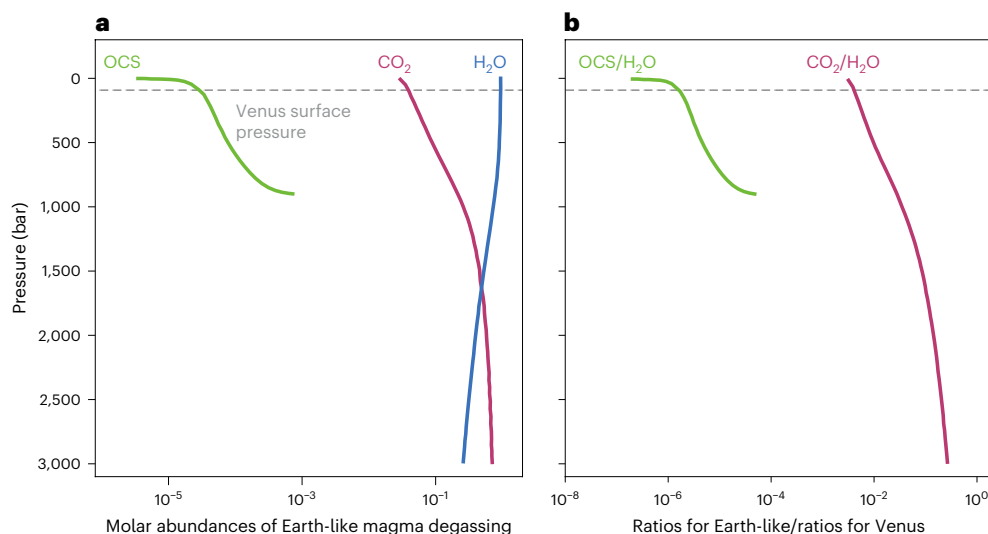 a
OCS
CO₂
H₂O
Venus surface
pressure
0
500
1,000
1,500
2,000
2,500
3,000
Pressure (bar)
10⁻⁵
10⁻³
10⁻¹
Molar abundances of Earth-like magma degassing
b
OCS/H₂O
CO₂/H₂O
10⁻⁸
10⁻⁶
10⁻⁴
10⁻²
10⁰
Ratios for Earth-like/ratios for Venus